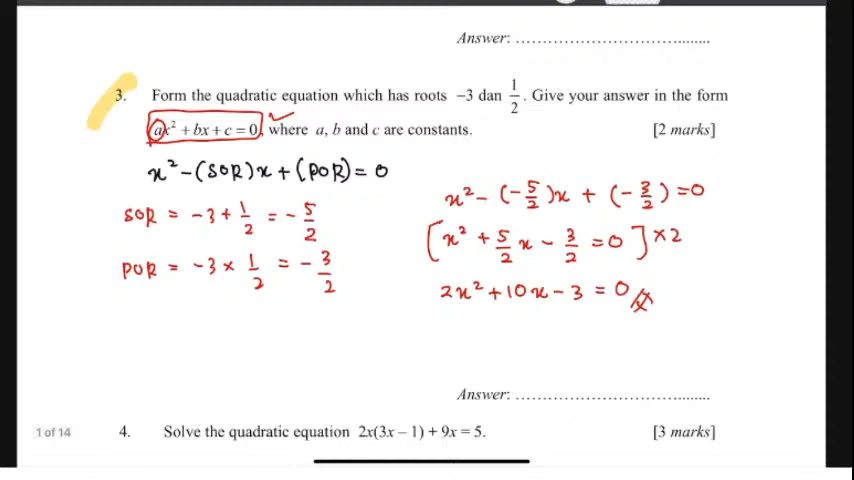 Answer: ....................................
3. Form the quadratic equation which has roots −3 dan 1/2. Give your answer in the form
ax² + bx + c = 0, where a, b and c are constants. [2 marks]
x² − (SOR)x + (POR) = 0
SOR = −3 + 1/2 = −5/2
POR = −3 × 1/2 = −3/2
x² − (−5/2)x + (−3/2) = 0
[x² + 5/2 x − 3/2 = 0] × 2
2x² + 10x − 3 = 0
Answer: ....................................
1 of 14
4. Solve the quadratic equation 2x(3x – 1) + 9x = 5. [3 marks]